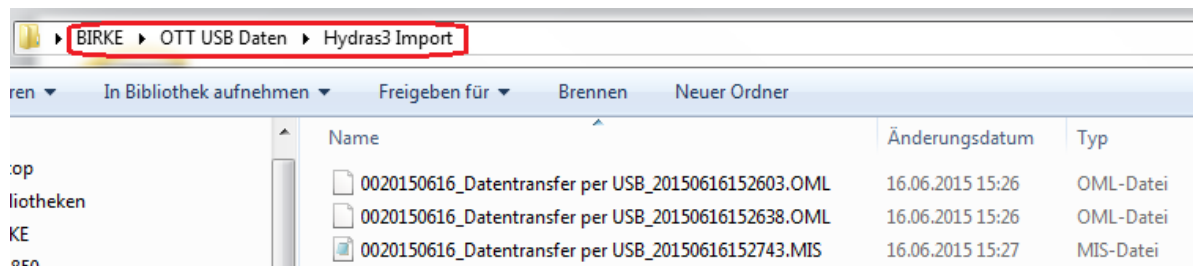 BIRKE ▸ OTT USB Daten ▸ Hydras3 Import
ren In Bibliothek aufnehmen Freigeben für Brennen Neuer Ordner
Name Änderungsdatum Typ
top
liotheken
KE
0020150616_Datentransfer per USB_20150616152603.OML 16.06.2015 15:26 OML-Datei
0020150616_Datentransfer per USB_20150616152638.OML 16.06.2015 15:26 OML-Datei
0020150616_Datentransfer per USB_20150616152743.MIS 16.06.2015 15:27 MIS-Datei